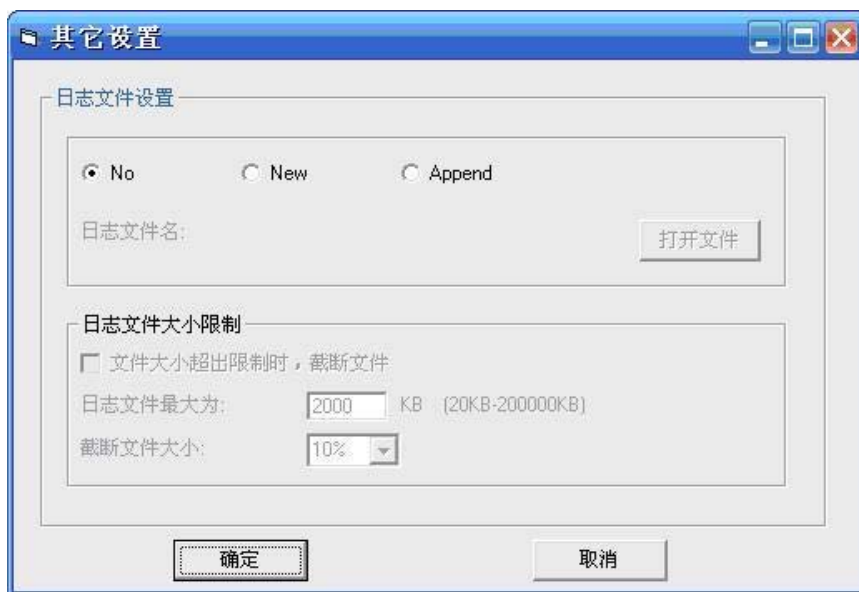 其它设置
日志文件设置
No New Append
日志文件名: 打开文件
日志文件大小限制
文件大小超出限制时，截断文件
日志文件最大为: 2000 KB (20KB-200000KB)
截断文件大小: 10%
确定 取消